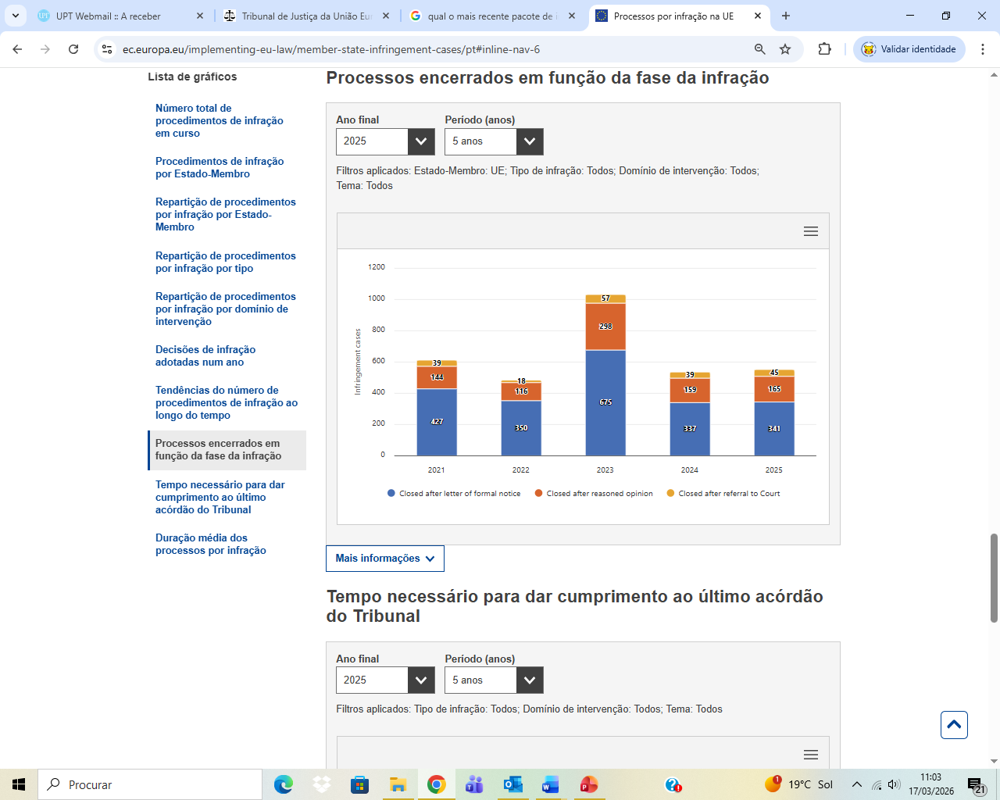 UPT Webmail :: A receber
Tribunal de Justiça da União Eu
qual o mais recente pacote de i
Processos por infração na UE
ec.europa.eu/implementing-eu-law/member-state-infringement-cases/pt#inline-nav-6
Validar identidade
Lista de gráficos
Número total de
procedimentos de infração
em curso
Procedimentos de infração
por Estado-Membro
Repartição de procedimentos
por infração por Estado-
Membro
Repartição de procedimentos
por infração por tipo
Repartição de procedimentos
por infração por domínio de
intervenção
Decisões de infração
adotadas num ano
Tendências do número de
procedimentos de infração ao
longo do tempo
Processos encerrados em
função da fase da infração
Tempo necessário para dar
cumprimento ao último
acórdão do Tribunal
Duração média dos
processos por infração
Processos encerrados em função da fase da infração
Ano final
Período (anos)
2025
5 anos
Filtros aplicados: Estado-Membro: UE; Tipo de infração: Todos; Domínio de intervenção: Todos;
Tema: Todos
Infringement cases
1200
1000
800
600
400
200
0
39
144
427
18
116
350
57
298
675
39
159
337
45
165
341
2021
2022
2023
2024
2025
Closed after letter of formal notice
Closed after reasoned opinion
Closed after referral to Court
Mais informações
Tempo necessário para dar cumprimento ao último acórdão
do Tribunal
Ano final
Período (anos)
2025
5 anos
Filtros aplicados: Tipo de infração: Todos; Domínio de intervenção: Todos; Tema: Todos
Procurar
1
19°C Sol
11:03
17/03/2026
21